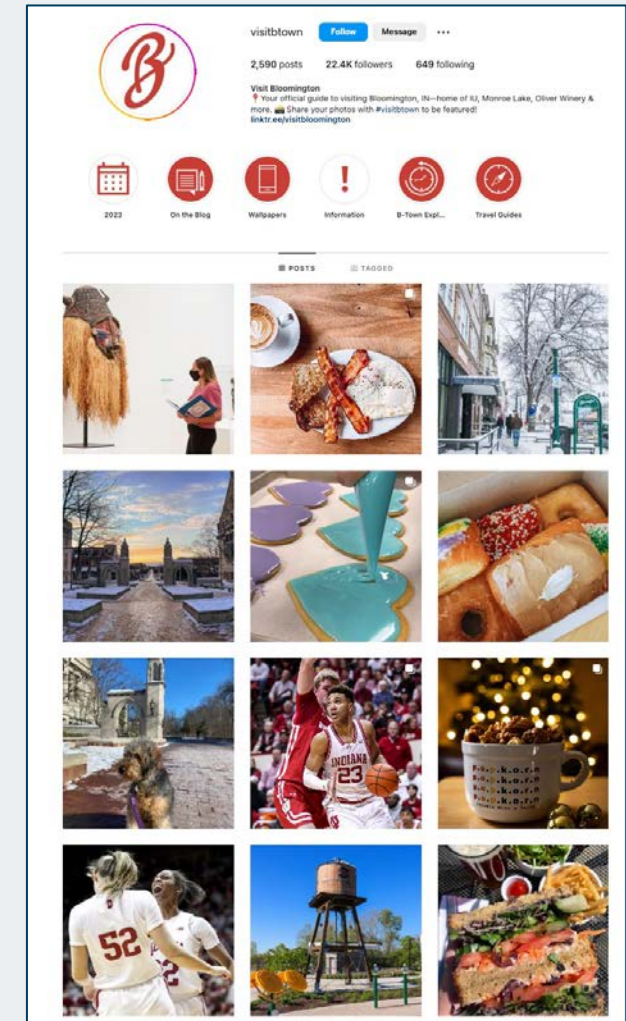 B
visitbtown Follow Message ...
2,590 posts 22.4K followers 649 following
Visit Bloomington
📍Your official guide to visiting Bloomington, IN—home of IU, Monroe Lake, Oliver Winery &
more. 📸 Share your photos with #visitbtown to be featured!
linktr.ee/visitbloomington
2023 On the Blog Wallpapers Information B-Town Expl... Travel Guides
POSTS TAGGED
INDIANA
23
52
2